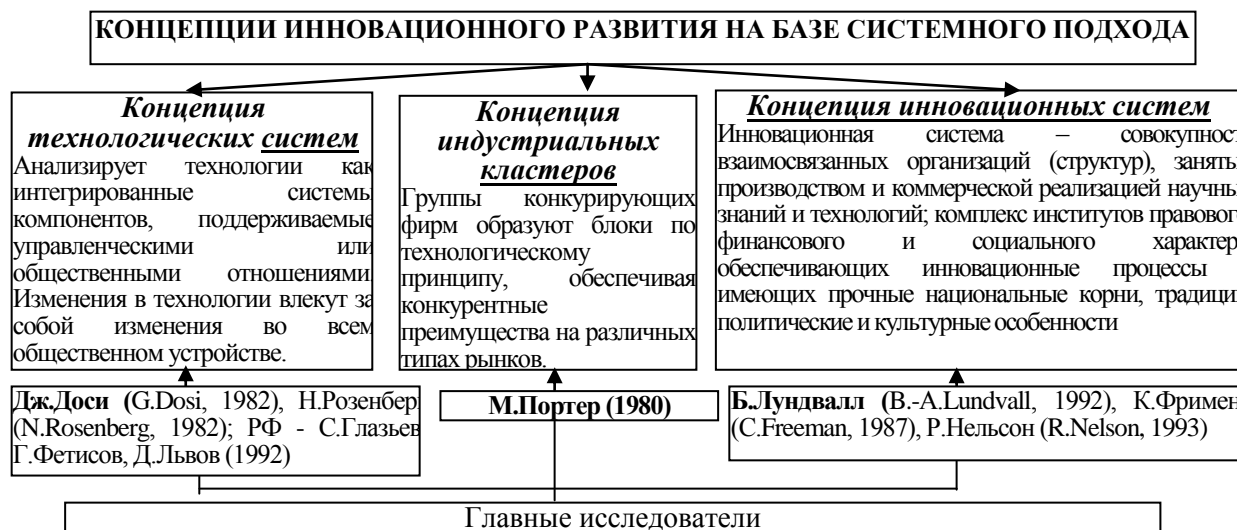 КОНЦЕПЦИИ ИННОВАЦИОННОГО РАЗВИТИЯ НА БАЗЕ СИСТЕМНОГО ПОДХОДА
Концепция
технологических систем
Анализирует технологии как
интегрированные системы
компонентов, поддерживаемые
управленческими или
общественными отношениями
Изменения в технологии влекут за
собой изменения во всем
общественном устройстве.
Концепция
индустриальных
кластеров
Группы конкурирующих
фирм образуют блоки по
технологическому
принципу, обеспечивая
конкурентные
преимущества на различных
типах рынков.
Концепция инновационных систем
Инновационная система – совокупност
взаимосвязанных организаций (структур), заняты
производством и коммерческой реализацией научны
знаний и технологий; комплекс институтов правовог
финансового и социального характер
обеспечивающих инновационные процессы
имеющих прочные национальные корни, традиции
политические и культурные особенности
Дж.Доси (G.Dosi, 1982), Н.Розенберг
(N.Rosenberg, 1982); РФ - С.Глазьев
Г.Фетисов, Д.Львов (1992)
М.Портер (1980)
Б.Лундвалл (B.-A.Lundvall, 1992), К.Фримен
(C.Freeman, 1987), Р.Нельсон (R.Nelson, 1993)
Главные исследователи